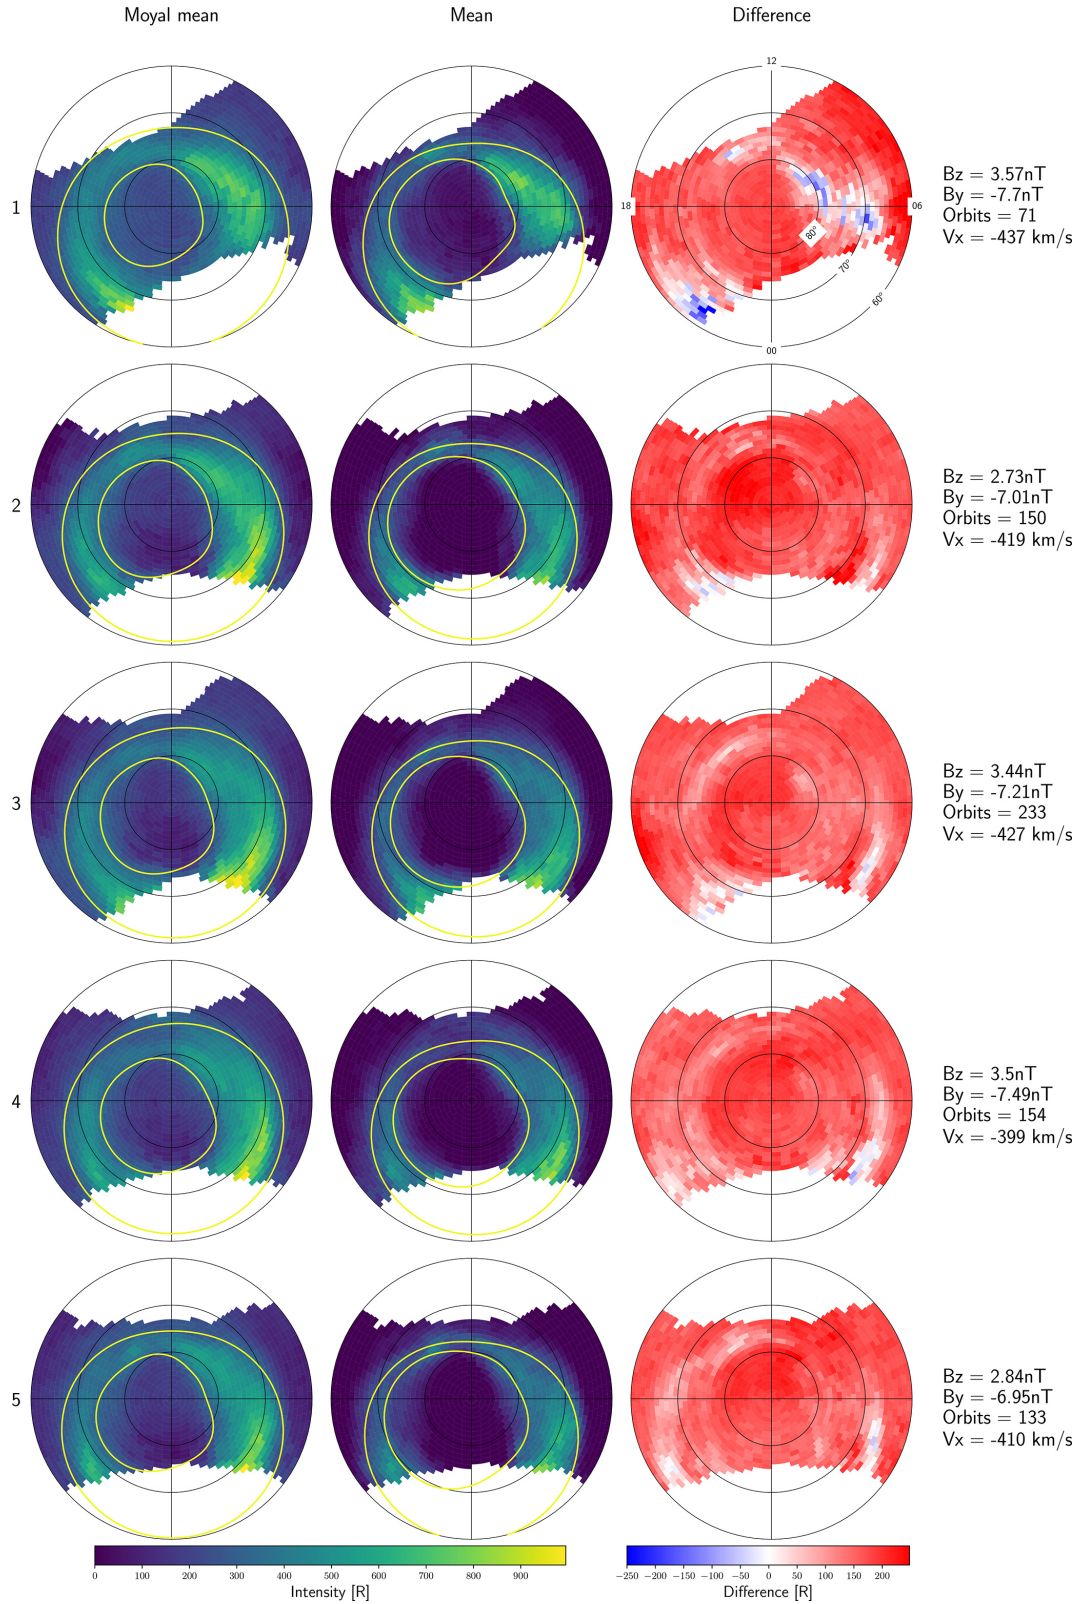 Moyal mean
Mean
Difference
12
1
18
06
80°
70°
60°
00
Bz = 3.57nT
By = -7.7nT
Orbits = 71
Vx = -437 km/s
2
Bz = 2.73nT
By = -7.01nT
Orbits = 150
Vx = -419 km/s
3
Bz = 3.44nT
By = -7.21nT
Orbits = 233
Vx = -427 km/s
4
Bz = 3.5nT
By = -7.49nT
Orbits = 154
Vx = -399 km/s
5
Bz = 2.84nT
By = -6.95nT
Orbits = 133
Vx = -410 km/s
0 100 200 300 400 500 600 700 800 900
Intensity [R]
−250 −200 −150 −100 −50 0 50 100 150 200
Difference [R]